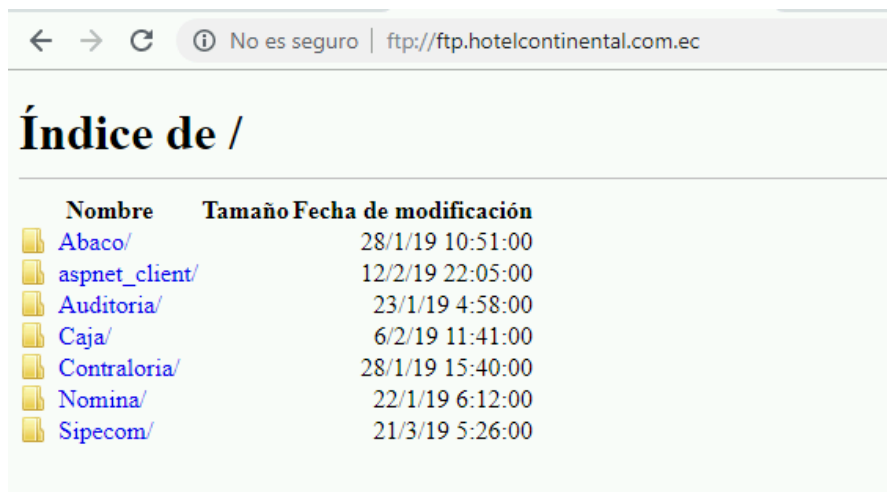 No es seguro | ftp://ftp.hotelcontinental.com.ec
Índice de /
Nombre Tamaño Fecha de modificación
Abaco/ 28/1/19 10:51:00
aspnet_client/ 12/2/19 22:05:00
Auditoria/ 23/1/19 4:58:00
Caja/ 6/2/19 11:41:00
Contraloria/ 28/1/19 15:40:00
Nomina/ 22/1/19 6:12:00
Sipecom/ 21/3/19 5:26:00